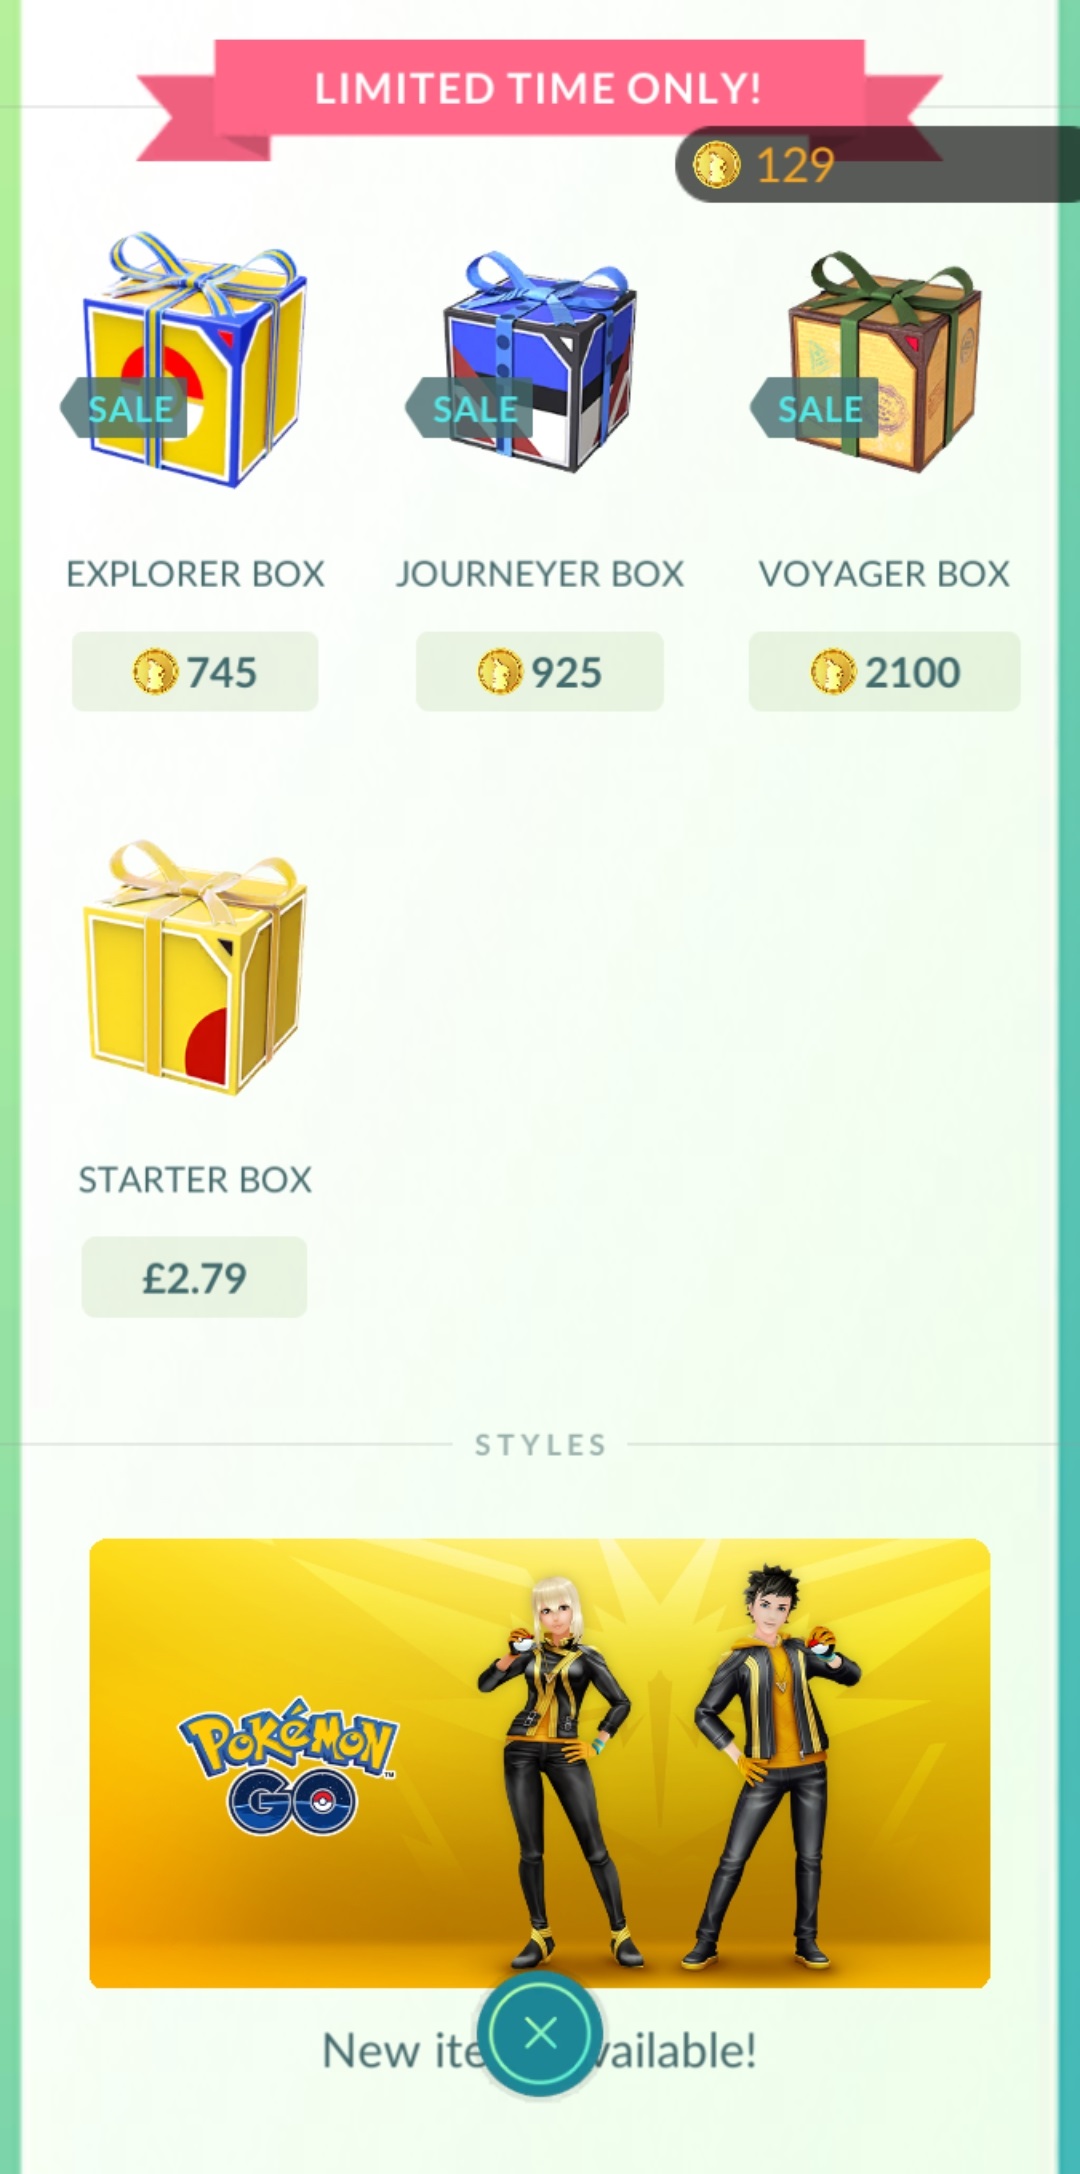 LIMITED TIME ONLY!
129
SALE
SALE
SALE
EXPLORER BOX
JOURNEYER BOX
VOYAGER BOX
745
925
2100
STARTER BOX
£2.79
STYLES
POKÉMON
TM
GO
New ite vailable!